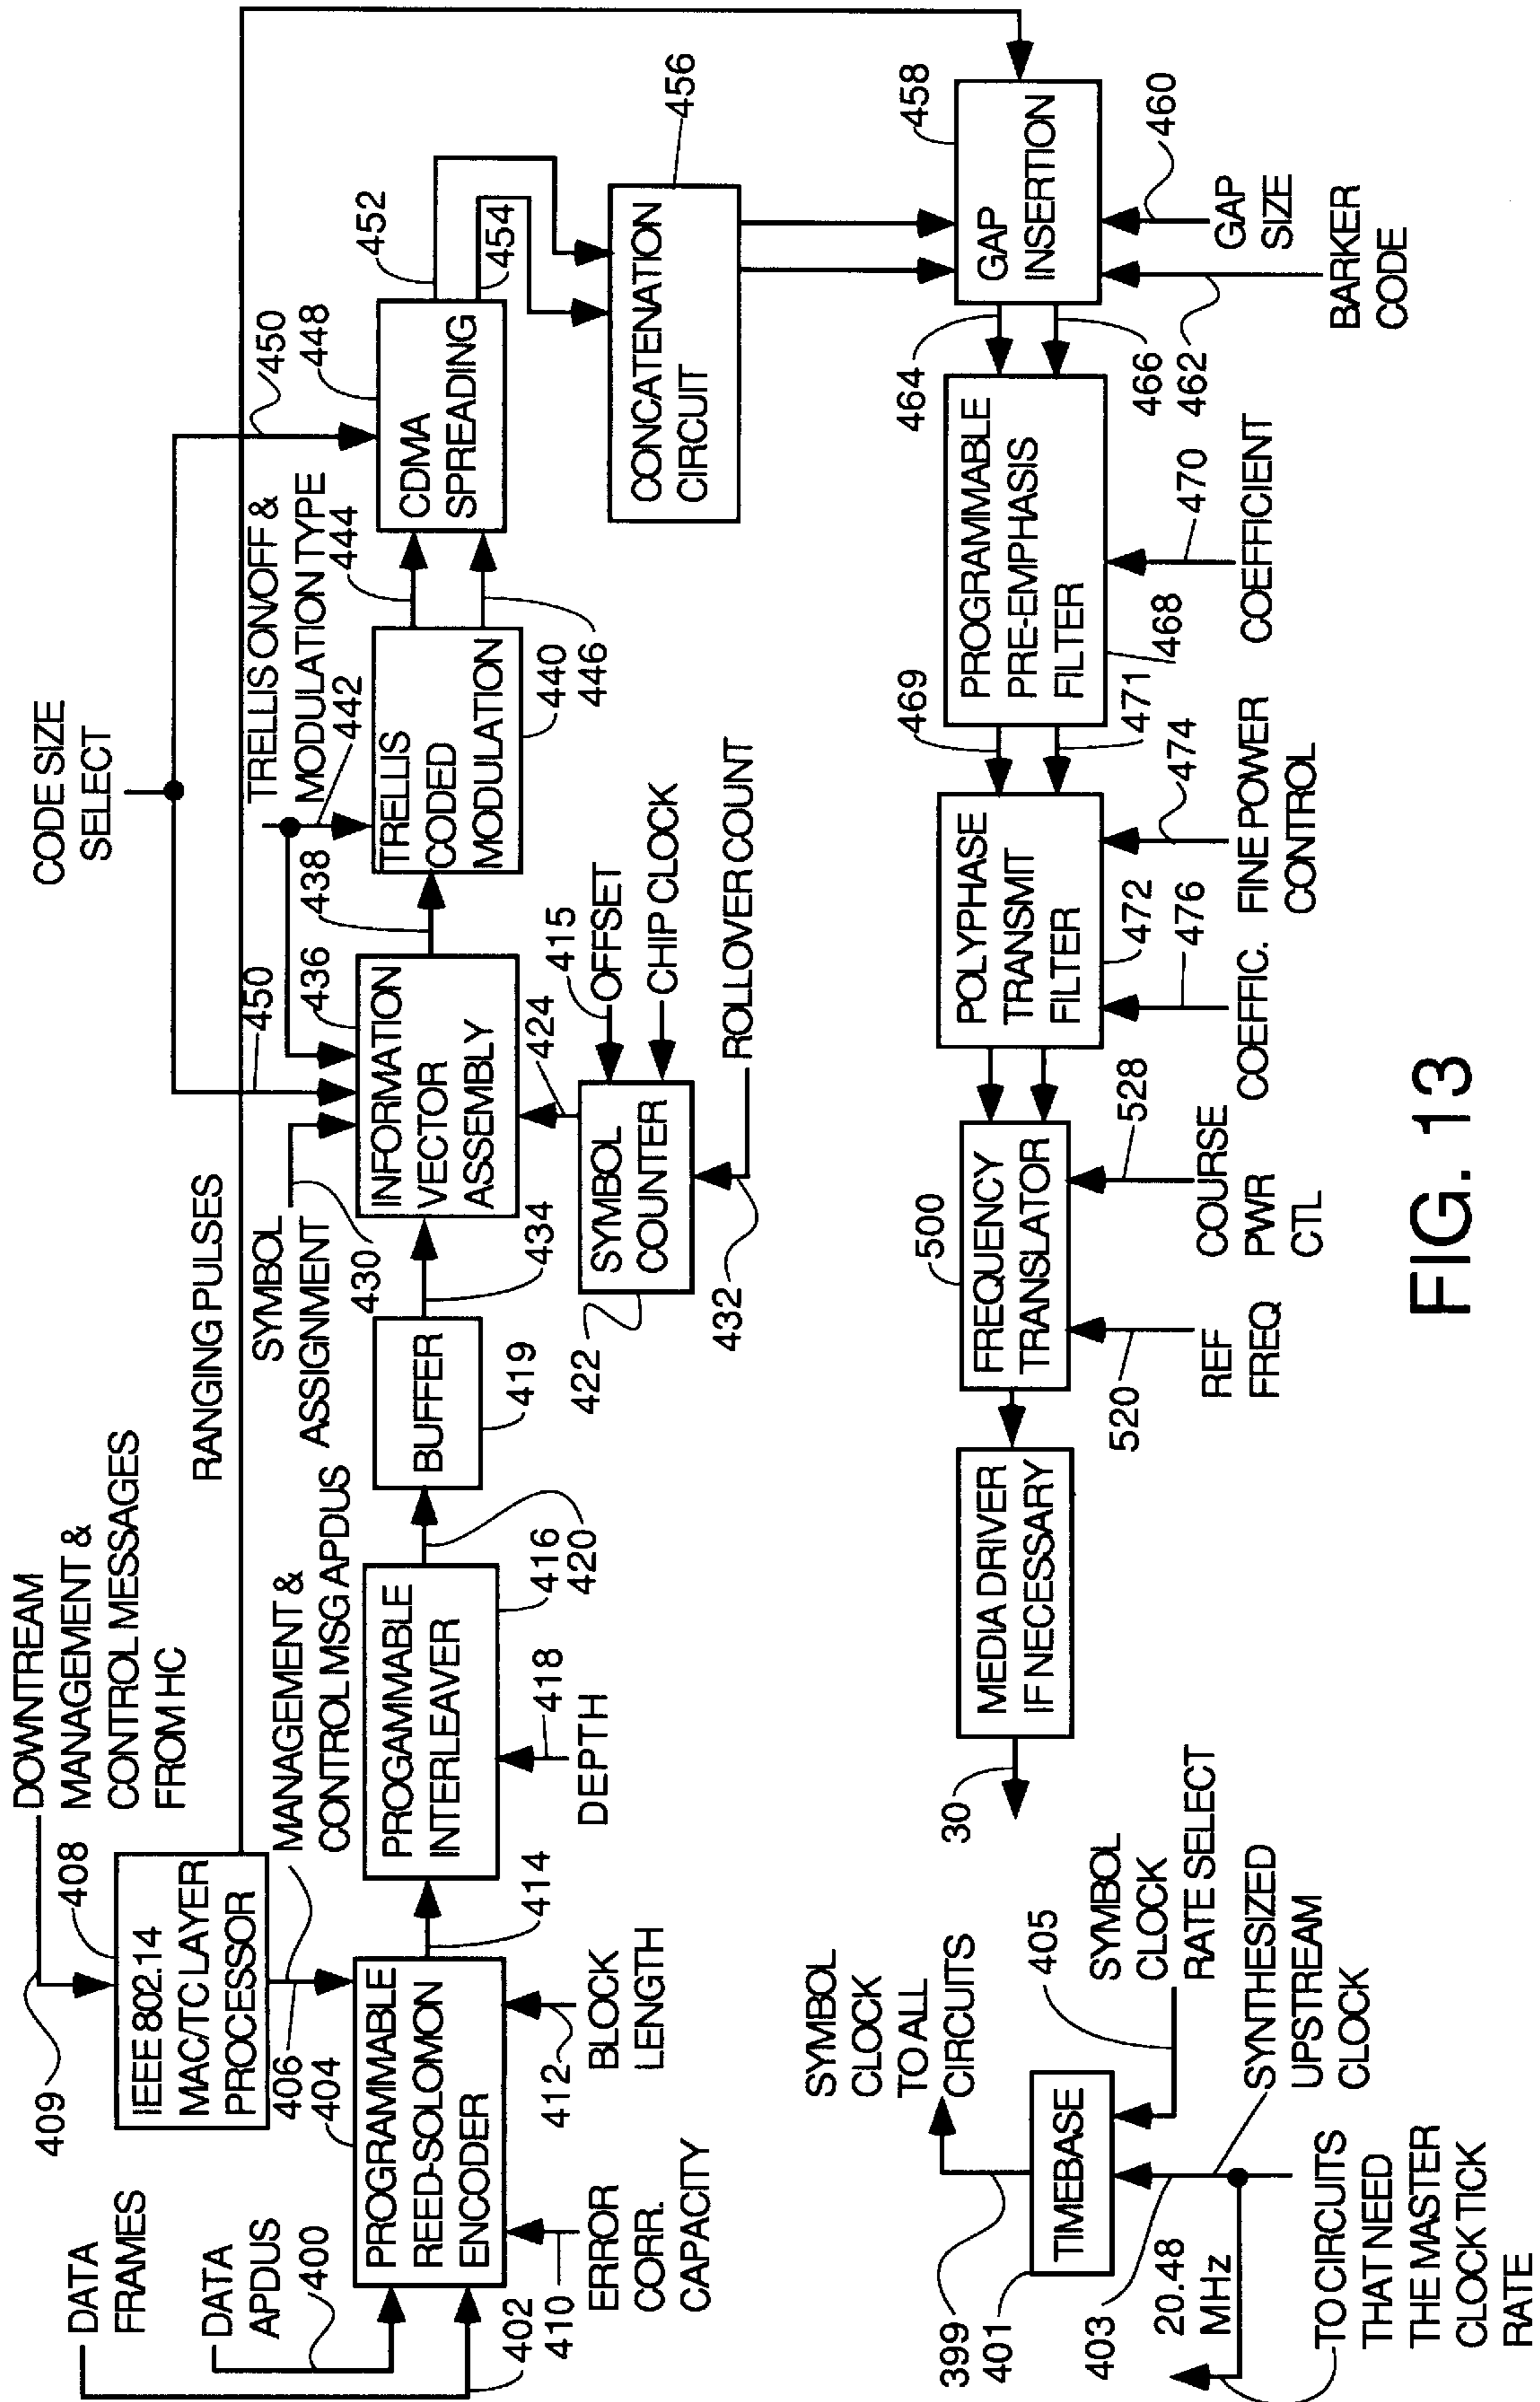 DATA
FRAMES
DATA
APDUS
400
402
409
DOWNTREAM
MANAGEMENT &
CONTROL MESSAGES
FROM HC
408
IEEE 802.14
MAC/TC LAYER
PROCESSOR
406
404
MANAGEMENT &
CONTROL MSG APDUS
PROGRAMMABLE
REED-SOLOMON
ENCODER
410
ERROR
CORR.
CAPACITY
412
BLOCK
LENGTH
414
PROGAMMABLE
INTERLEAVER
416
420
418
DEPTH
BUFFER
419
434
RANGING PULSES
SYMBOL
ASSIGNMENT
430
450
436
INFORMATION
VECTOR
ASSEMBLY
438
424
SYMBOL
COUNTER
422
432
415
OFFSET
CHIP CLOCK
ROLLOVER COUNT
CODE SIZE
SELECT
TRELLIS ON/OFF &
MODULATION TYPE
442
TRELLIS
CODED
MODULATION
440
446
444
450
448
CDMA
SPREADING
452
454
CONCATENATION
CIRCUIT
456
458
GAP
INSERTION
460
GAP
SIZE
462
BARKER
CODE
464
466
PROGRAMMABLE
PRE-EMPHASIS
FILTER
468
470
COEFFICIENT
469
471
POLYPHASE
TRANSMIT
FILTER
472
474
FINE POWER
CONTROL
476
COEFFIC.
500
FREQUENCY
TRANSLATOR
528
COURSE
PWR
CTL
520
REF
FREQ
MEDIA DRIVER
IF NECESSARY
30
SYMBOL
CLOCK
TO ALL
CIRCUITS
399
401
TIMEBASE
405
SYMBOL
CLOCK
RATE SELECT
403
20.48
MHz
SYNTHESIZED
UPSTREAM
CLOCK
TO CIRCUITS
THAT NEED
THE MASTER
CLOCK TICK
RATE
FIG. 13